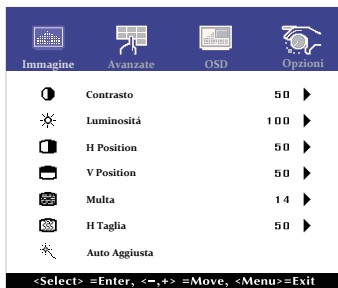 Immagine Avanzate OSD Opzioni
Contrasto 50
Luminositá 100
H Position 50
V Position 50
Multa 14
H Taglia 50
Auto Aggiusta
<Select> =Enter, <−,+> =Move, <Menu>=Exit